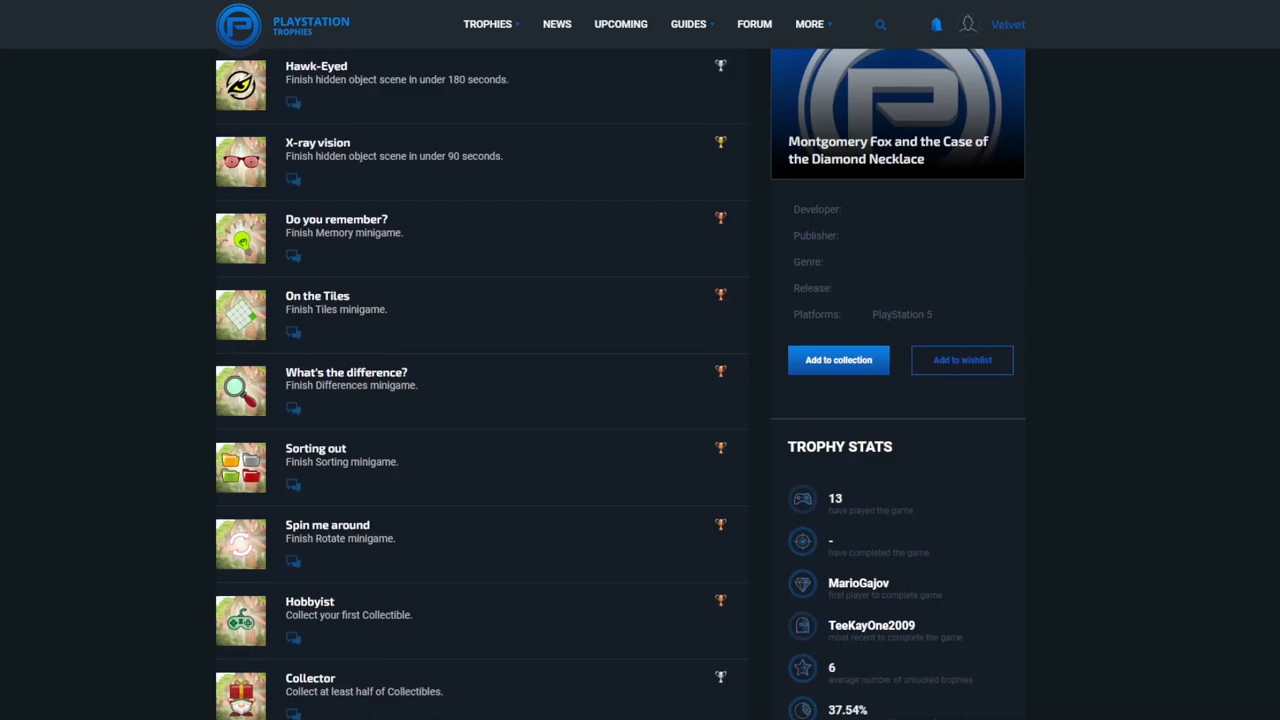 PLAYSTATION
TROPHIES
TROPHIES
NEWS
UPCOMING
GUIDES
FORUM
MORE
Velvet
Hawk-Eyed
Finish hidden object scene in under 180 seconds.
X-ray vision
Finish hidden object scene in under 90 seconds.
Do you remember?
Finish Memory minigame.
On the Tiles
Finish Tiles minigame.
What's the difference?
Finish Differences minigame.
Sorting out
Finish Sorting minigame.
Spin me around
Finish Rotate minigame.
Hobbyist
Collect your first Collectible.
Collector
Collect at least half of Collectibles.
Montgomery Fox and the Case of
the Diamond Necklace
Developer:
Publisher:
Genre:
Release:
Platforms: PlayStation 5
Add to collection
Add to wishlist
TROPHY STATS
13
have played the game
-
have completed the game
MarioGajov
first player to complete game
TeeKayOne2009
most recent to complete the game
6
average number of unlocked trophies
37.54%